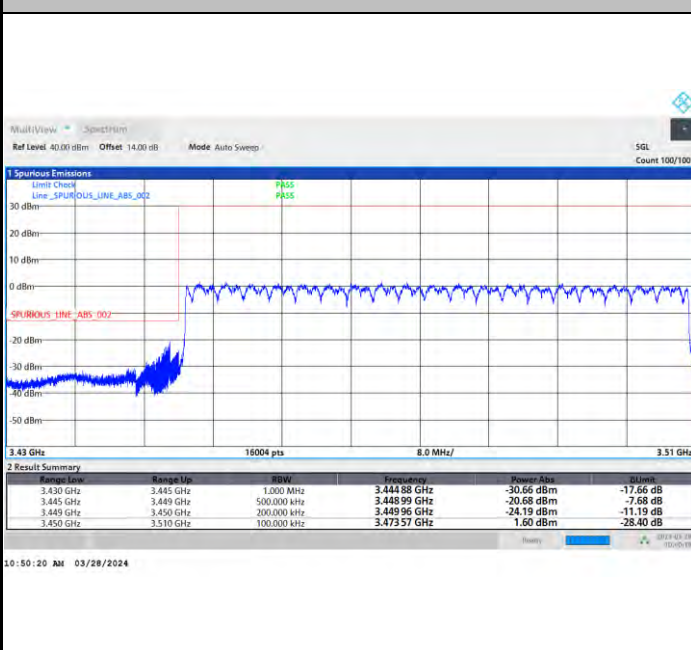 MultiView Spectrum
Ref Level 40.00 dBm Offset 14.00 dB Mode Auto Sweep
SGL
Count 100/100
1 Spurious Emissions
Limit Check PASS
Line _SPURIOUS_LINE_ABS_002 PASS
30 dBm
20 dBm
10 dBm
0 dBm
SPURIOUS_LINE_ABS_002
-20 dBm
-30 dBm
-40 dBm
-50 dBm
3.43 GHz 16004 pts 8.0 MHz/ 3.51 GHz
2 Result Summary
Range Low Range Up RBW Frequency Power Abs ΔLimit
3.430 GHz 3.445 GHz 1.000 MHz 3.444 88 GHz -30.66 dBm -17.66 dB
3.445 GHz 3.449 GHz 500.000 kHz 3.448 99 GHz -20.68 dBm -7.68 dB
3.449 GHz 3.450 GHz 200.000 kHz 3.449 96 GHz -24.19 dBm -11.19 dB
3.450 GHz 3.510 GHz 100.000 kHz 3.473 57 GHz 1.60 dBm -28.40 dB
Ready
10:50:20 AM 03/28/2024